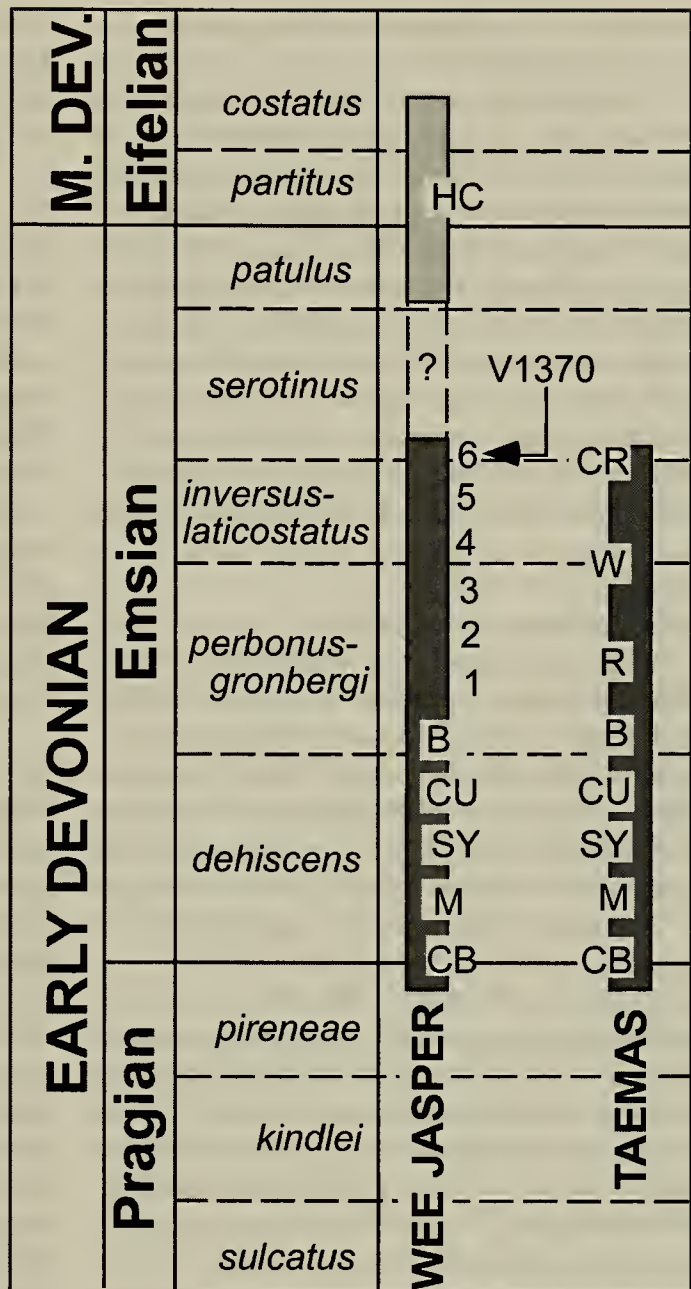 M. DEV.
Eifelian
costatus
partitus
HC
patulus
EARLY DEVONIAN
Emsian
serotinus
?
V1370
6
CR
inversus-
laticostatus
5
4
W
3
perbonus-
gronbergi
2
R
1
B
B
dehiscens
CU
CU
SY
SY
M
M
CB
CB
Pragian
pireneae
kindlei
sulcatus
WEE JASPER
TAEMAS